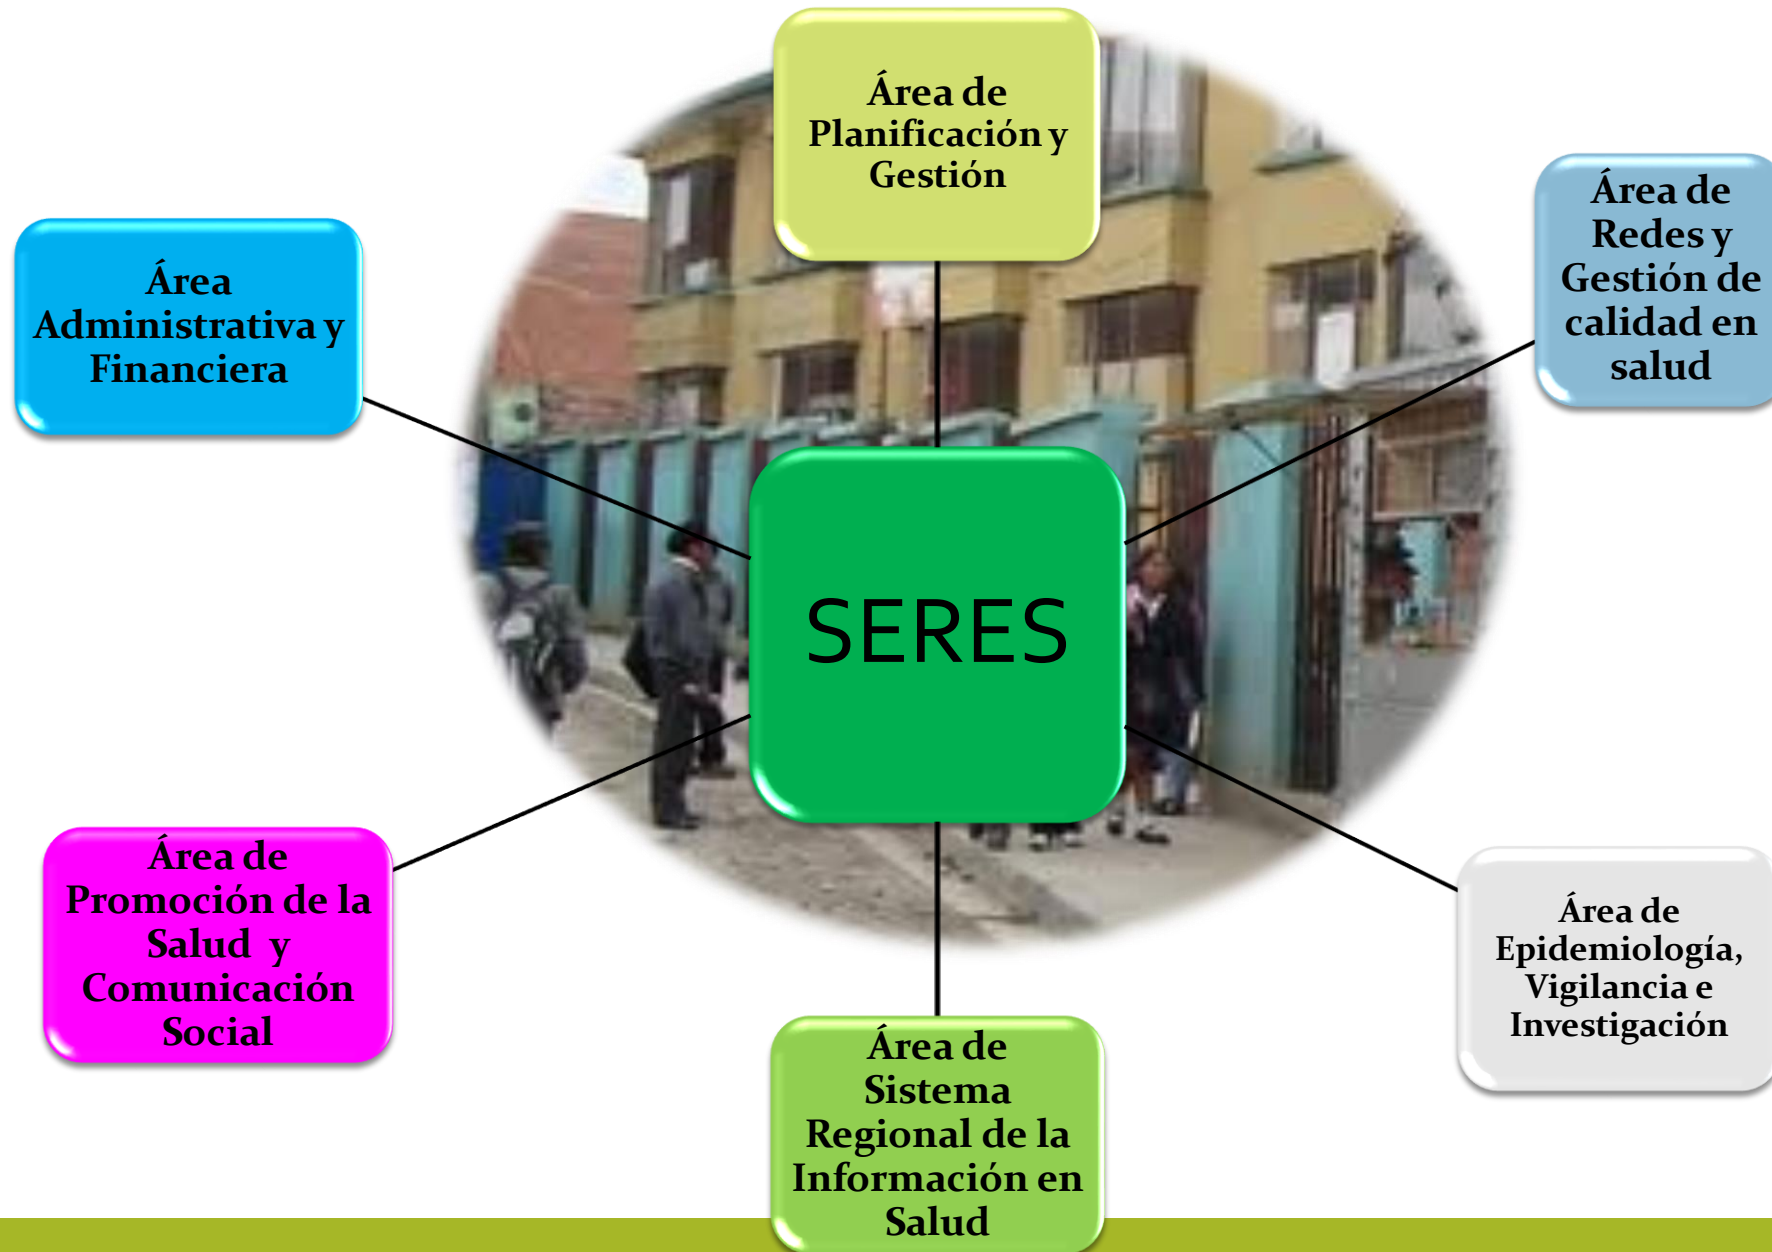 Área de
Planificación y
Gestión
Área de
Redes y
Gestión de
calidad en
salud
Área
Administrativa y
Financiera
SERES
Área de
Promoción de la
Salud y
Comunicación
Social
Área de
Epidemiología,
Vigilancia e
Investigación
Área de
Sistema
Regional de la
Información en
Salud